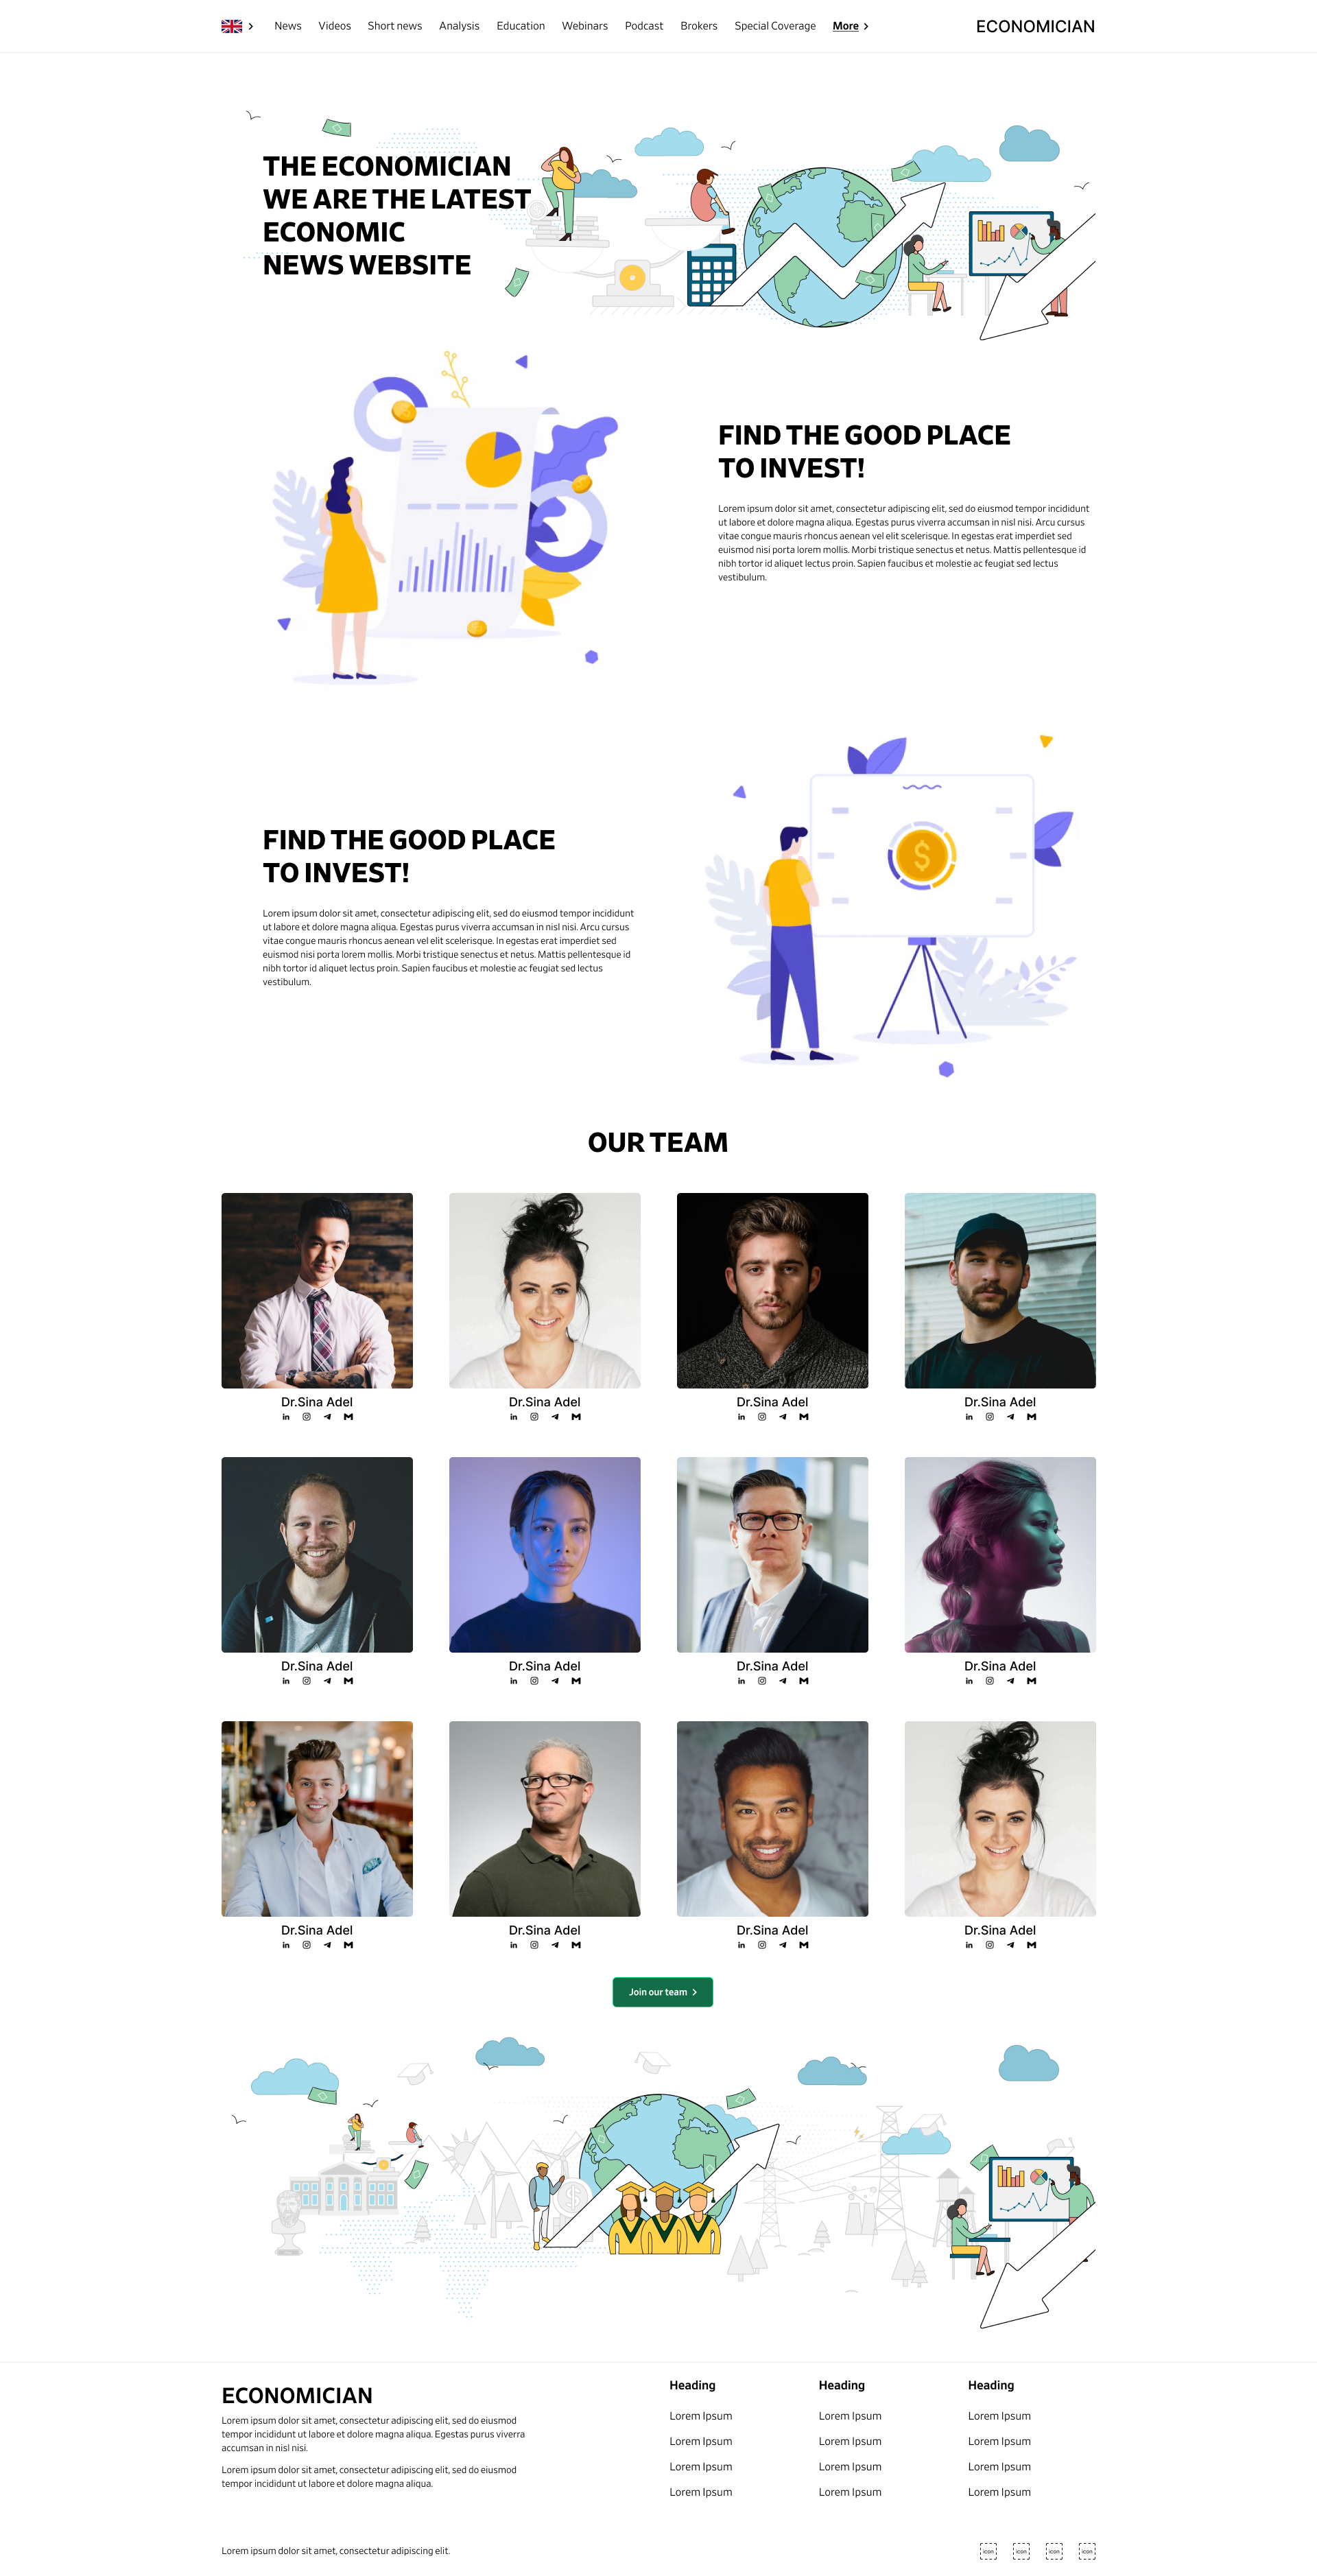 News Videos Short news Analysis Education Webinars Podcast Brokers Special Coverage More ECONOMICIAN
THE ECONOMICIAN
WE ARE THE LATEST
ECONOMIC
NEWS WEBSITE
FIND THE GOOD PLACE
TO INVEST!
Lorem ipsum dolor sit amet, consectetur adipiscing elit, sed do eiusmod tempor incididunt
ut labore et dolore magna aliqua. Egestas purus viverra accumsan in nisl nisi. Arcu cursus
vitae congue mauris rhoncus aenean vel elit scelerisque. In egestas erat imperdiet sed
euismod nisi porta lorem mollis. Morbi tristique senectus et netus. Mattis pellentesque id
nibh tortor id aliquet lectus proin. Sapien faucibus et molestie ac feugiat sed lectus
vestibulum.
FIND THE GOOD PLACE
TO INVEST!
Lorem ipsum dolor sit amet, consectetur adipiscing elit, sed do eiusmod tempor incididunt
ut labore et dolore magna aliqua. Egestas purus viverra accumsan in nisl nisi. Arcu cursus
vitae congue mauris rhoncus aenean vel elit scelerisque. In egestas erat imperdiet sed
euismod nisi porta lorem mollis. Morbi tristique senectus et netus. Mattis pellentesque id
nibh tortor id aliquet lectus proin. Sapien faucibus et molestie ac feugiat sed lectus
vestibulum.
OUR TEAM
Dr.Sina Adel Dr.Sina Adel Dr.Sina Adel Dr.Sina Adel
Dr.Sina Adel Dr.Sina Adel Dr.Sina Adel Dr.Sina Adel
Dr.Sina Adel Dr.Sina Adel Dr.Sina Adel Dr.Sina Adel
Join our team
ECONOMICIAN
Lorem ipsum dolor sit amet, consectetur adipiscing elit, sed do eiusmod
tempor incididunt ut labore et dolore magna aliqua. Egestas purus viverra
accumsan in nisl nisi.
Lorem ipsum dolor sit amet, consectetur adipiscing elit, sed do eiusmod
tempor incididunt ut labore et dolore magna aliqua.
Heading
Lorem Ipsum
Lorem Ipsum
Lorem Ipsum
Lorem Ipsum
Heading
Lorem Ipsum
Lorem Ipsum
Lorem Ipsum
Lorem Ipsum
Heading
Lorem Ipsum
Lorem Ipsum
Lorem Ipsum
Lorem Ipsum
Lorem ipsum dolor sit amet, consectetur adipiscing elit.
icon icon icon icon